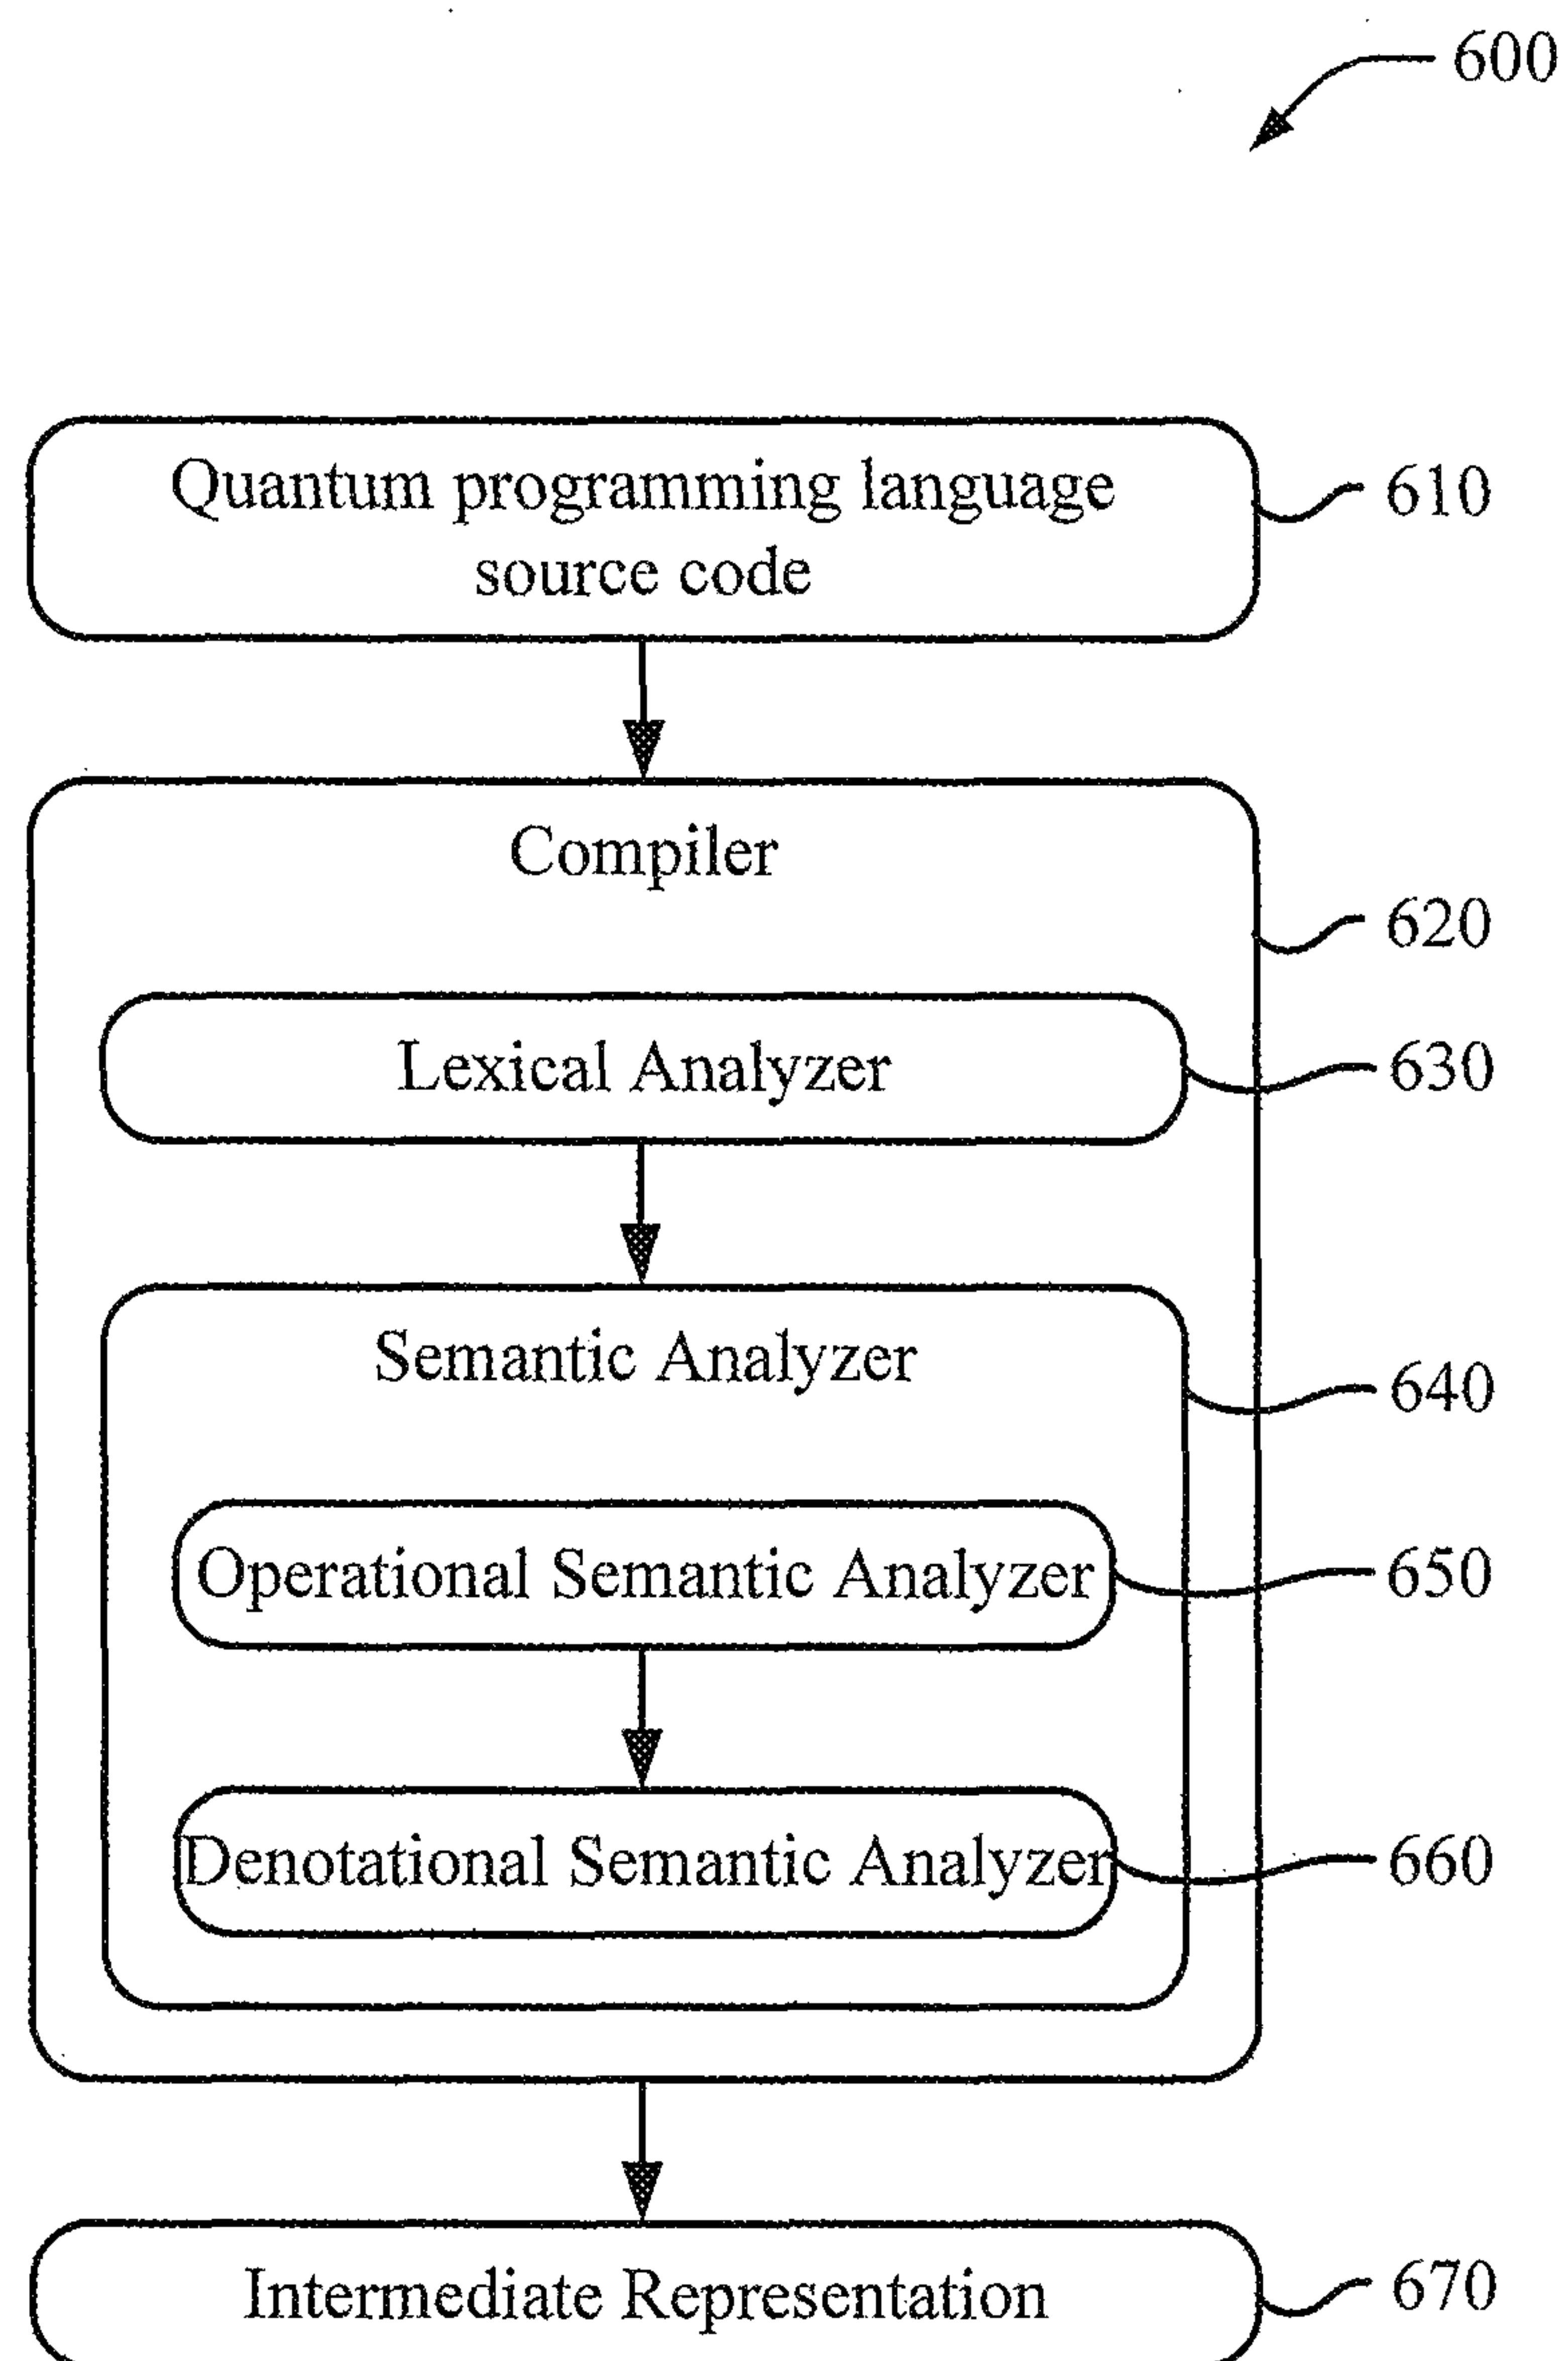 600
Quantum programming language
source code
610
Compiler
620
Lexical Analyzer
630
Semantic Analyzer
640
Operational Semantic Analyzer
650
Denotational Semantic Analyzer
660
Intermediate Representation
670